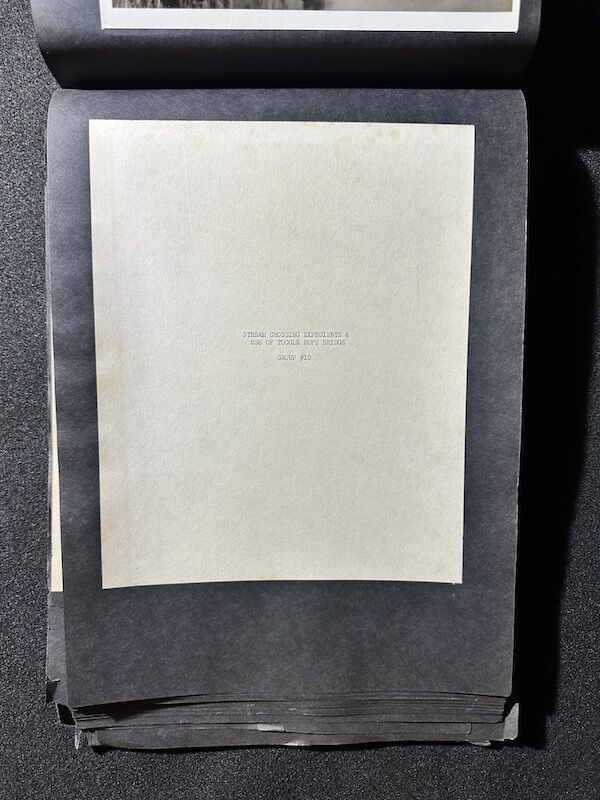 STREAM CROSSING EXPEDIENTS &
USE OF TOGGLE ROPE BRIDGE
GROUP #10